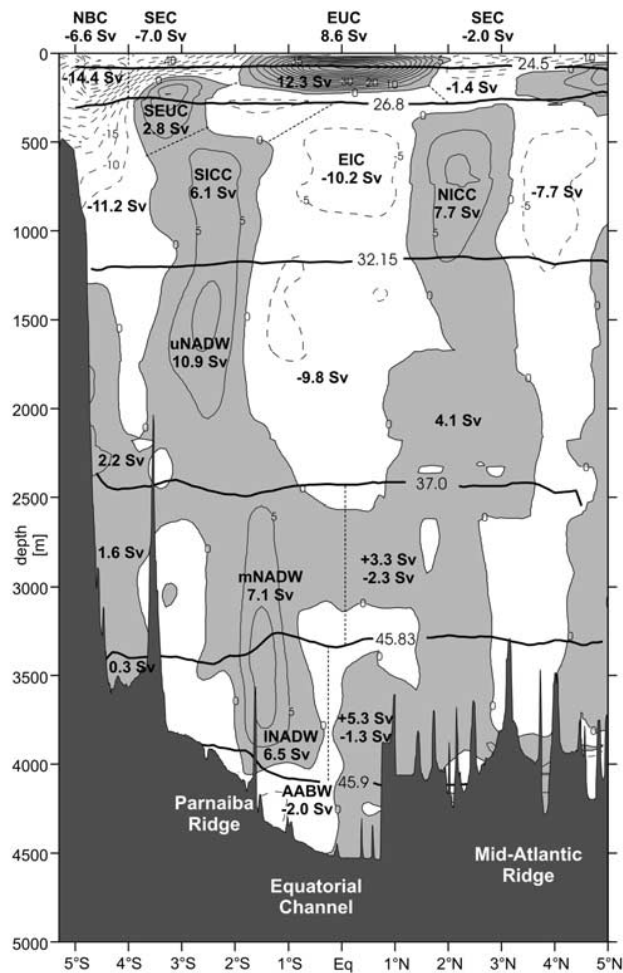 NBC SEC EUC SEC
-6.6 Sv -7.0 Sv 8.6 Sv -2.0 Sv
0
-14.4 Sv
12.3 Sv
30 20 10
24.5
-1.4 Sv
26.8
SEUC
2.8 Sv
500
SICC
6.1 Sv
EIC
-10.2 Sv
NICC
7.7 Sv
-7.7 Sv
-11.2 Sv
1000
32.15
1500
uNADW
10.9 Sv
-9.8 Sv
2000
4.1 Sv
2.2 Sv
37.0
2500
depth
[m]
1.6 Sv
+3.3 Sv
-2.3 Sv
mNADW
7.1 Sv
3000
45.83
0.3 Sv
3500
+5.3 Sv
-1.3 Sv
lNADW
6.5 Sv
4000
45.9
AABW
-2.0 Sv
Parnaiba
Ridge
4500
Mid-Atlantic
Ridge
Equatorial
Channel
5000
5°S 4°S 3°S 2°S 1°S Eq 1°N 2°N 3°N 4°N 5°N